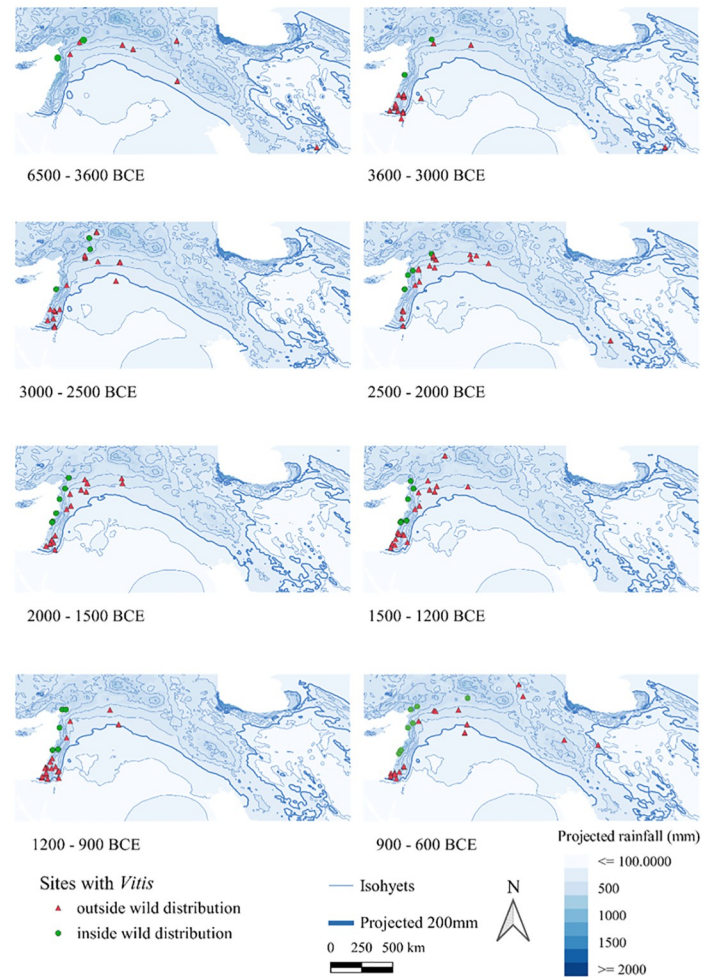 6500 - 3600 BCE
3600 - 3000 BCE
3000 - 2500 BCE
2500 - 2000 BCE
2000 - 1500 BCE
1500 - 1200 BCE
1200 - 900 BCE
900 - 600 BCE
Sites with Vitis
outside wild distribution
inside wild distribution
Isohyets
Projected 200mm
0 250 500 km
N
Projected rainfall (mm)
<= 100.0000
500
1000
1500
>= 2000